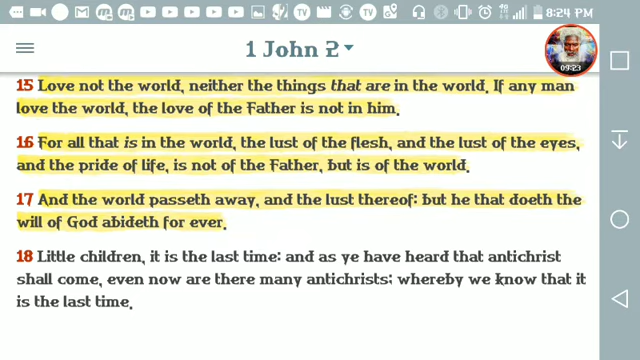 8:24 PM
1 John 2
09:23
15 Love not the world, neither the things that are in the world. If any man
love the world, the love of the Father is not in him.
16 For all that is in the world, the lust of the flesh, and the lust of the eyes,
and the pride of life, is not of the Father, but is of the world.
17 And the world passeth away, and the lust thereof: but he that doeth the
will of God abideth for ever.
18 Little children, it is the last time: and as ye have heard that antichrist
shall come, even now are there many antichrists; whereby we know that it
is the last time.